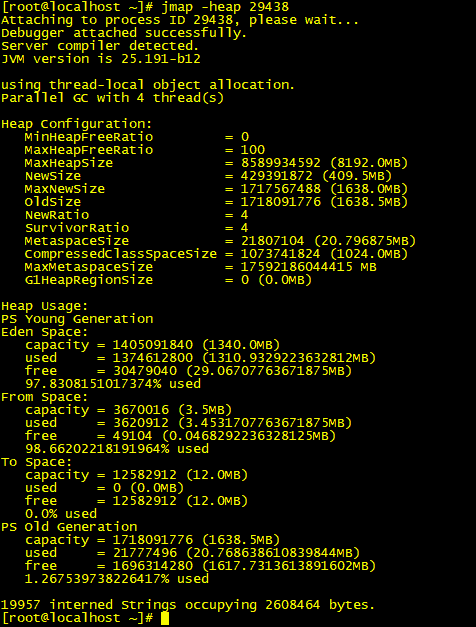 [root@localhost ~]# jmap -heap 29438
Attaching to process ID 29438, please wait...
Debugger attached successfully.
Server compiler detected.
JVM version is 25.191-b12
using thread-local object allocation.
Parallel GC with 4 thread(s)
Heap Configuration:
MinHeapFreeRatio = 0
MaxHeapFreeRatio = 100
MaxHeapSize = 8589934592 (8192.0MB)
NewSize = 429391872 (409.5MB)
MaxNewSize = 1717567488 (1638.0MB)
OldSize = 1718091776 (1638.5MB)
NewRatio = 4
SurvivorRatio = 4
MetaspaceSize = 21807104 (20.796875MB)
CompressedClassSpaceSize = 1073741824 (1024.0MB)
MaxMetaspaceSize = 17592186044415 MB
G1HeapRegionSize = 0 (0.0MB)
Heap Usage:
PS Young Generation
Eden Space:
capacity = 1405091840 (1340.0MB)
used = 1374612800 (1310.9329223632812MB)
free = 30479040 (29.06707763671875MB)
97.8308151017374% used
From Space:
capacity = 3670016 (3.5MB)
used = 3620912 (3.4531707763671875MB)
free = 49104 (0.0468292236328125MB)
98.66202218191964% used
To Space:
capacity = 12582912 (12.0MB)
used = 0 (0.0MB)
free = 12582912 (12.0MB)
0.0% used
PS Old Generation
capacity = 1718091776 (1638.5MB)
used = 21777496 (20.768638610839844MB)
free = 1696314280 (1617.7313613891602MB)
1.267539738226417% used
19957 interned Strings occupying 2608464 bytes.
[root@localhost ~]#